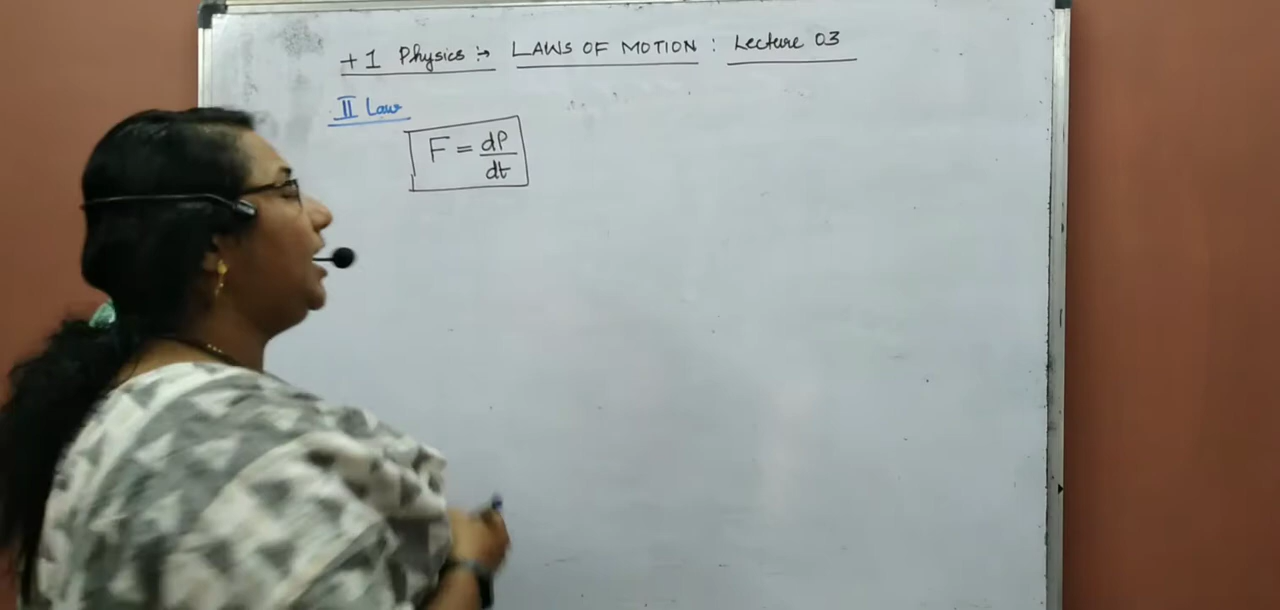 +1 Physics :→ LAWS OF MOTION : Lecture 03
II Law
F = dP/dt